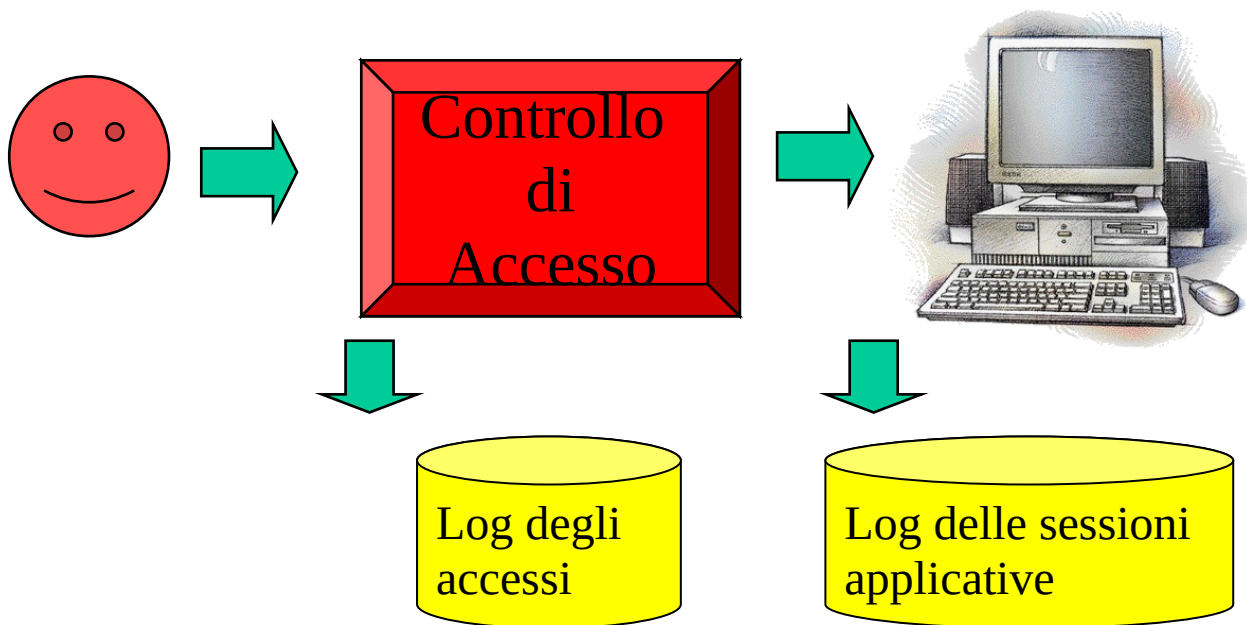 Controllo
di
Accesso
Log degli
accessi
Log delle sessioni
applicative